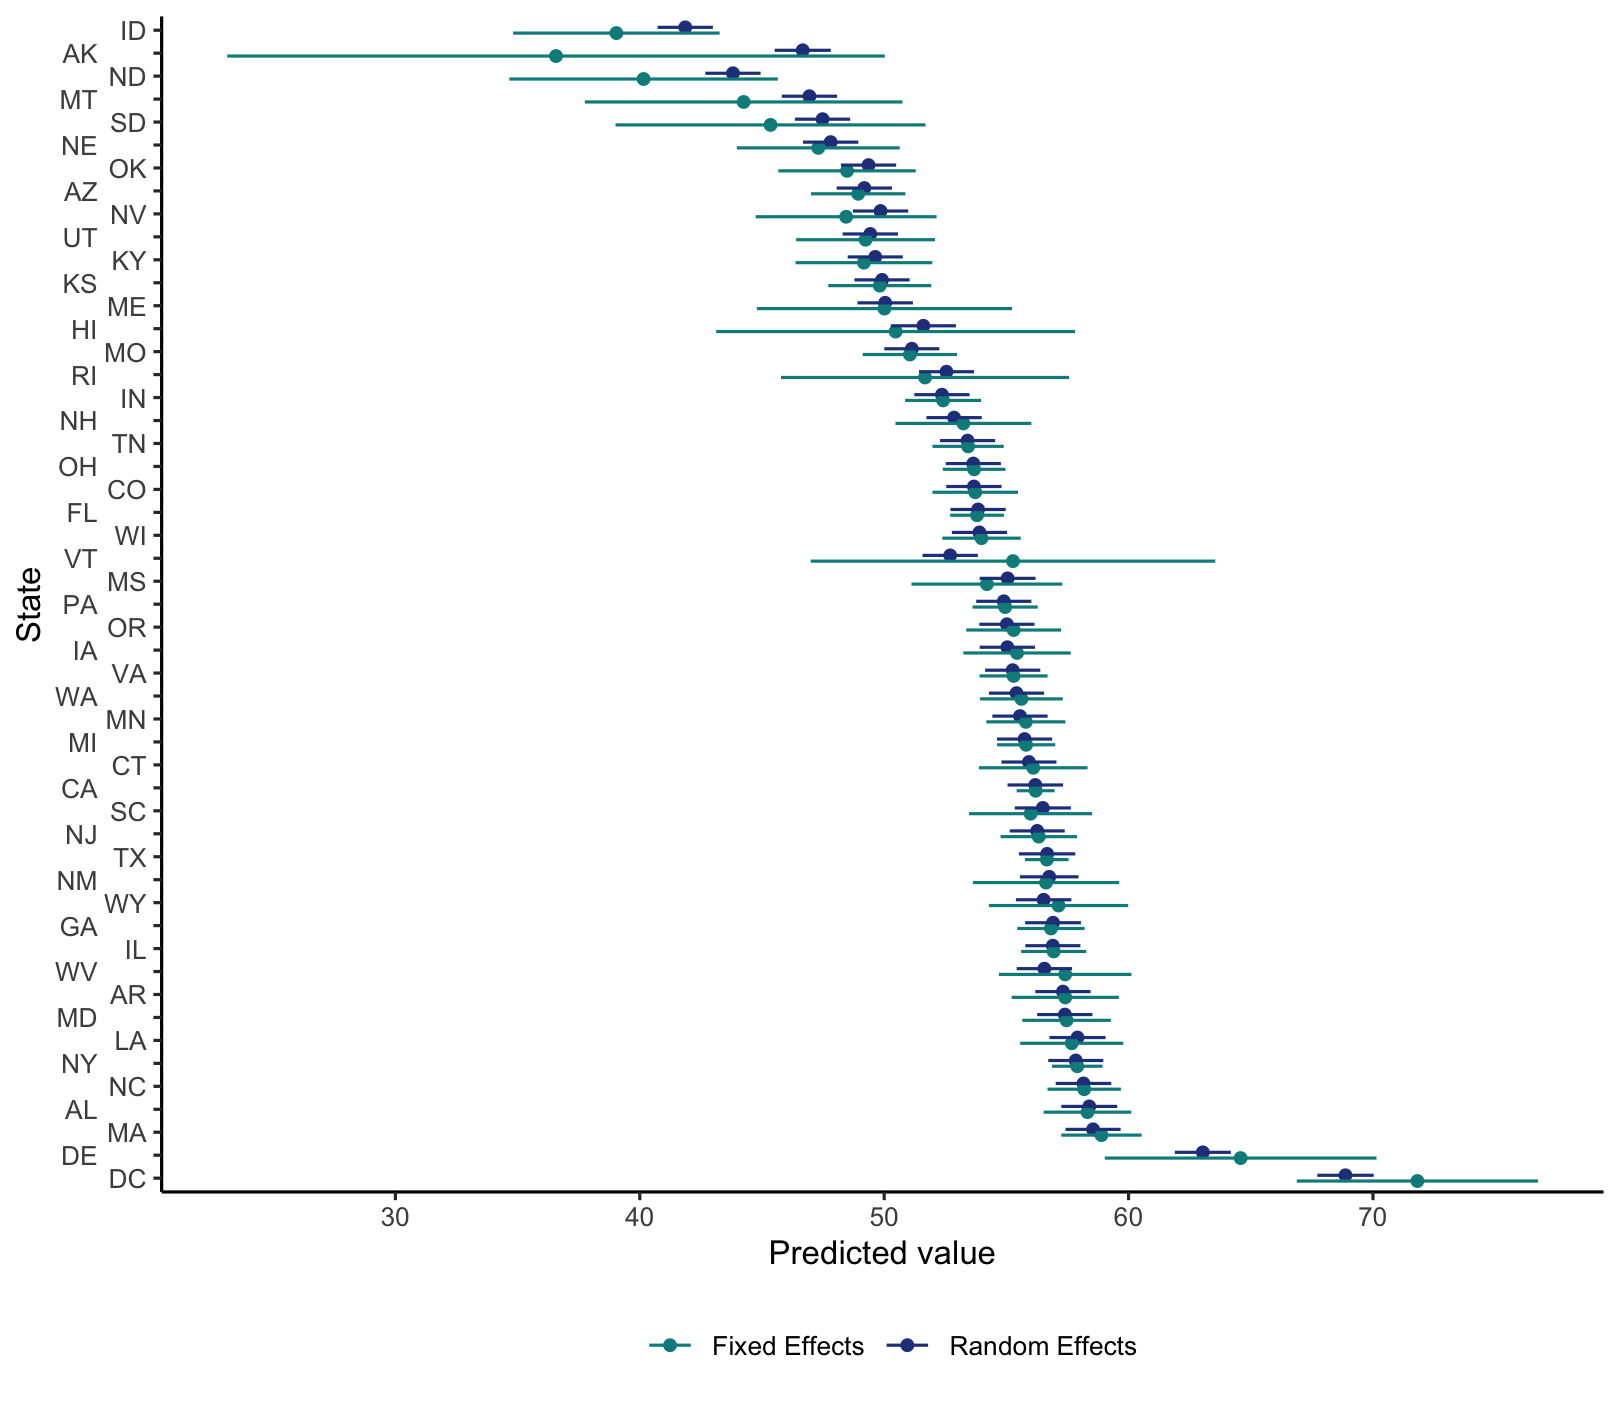 ID
AK
ND
MT
SD
NE
OK
AZ
NV
UT
KY
KS
ME
HI
MO
RI
IN
NH
TN
OH
CO
FL
WI
VT
MS
PA
OR
IA
VA
WA
MN
MI
CT
CA
SC
NJ
TX
NM
WY
GA
IL
WV
AR
MD
LA
NY
NC
AL
MA
DE
DC
State
30 40 50 60 70
Predicted value
Fixed Effects Random Effects